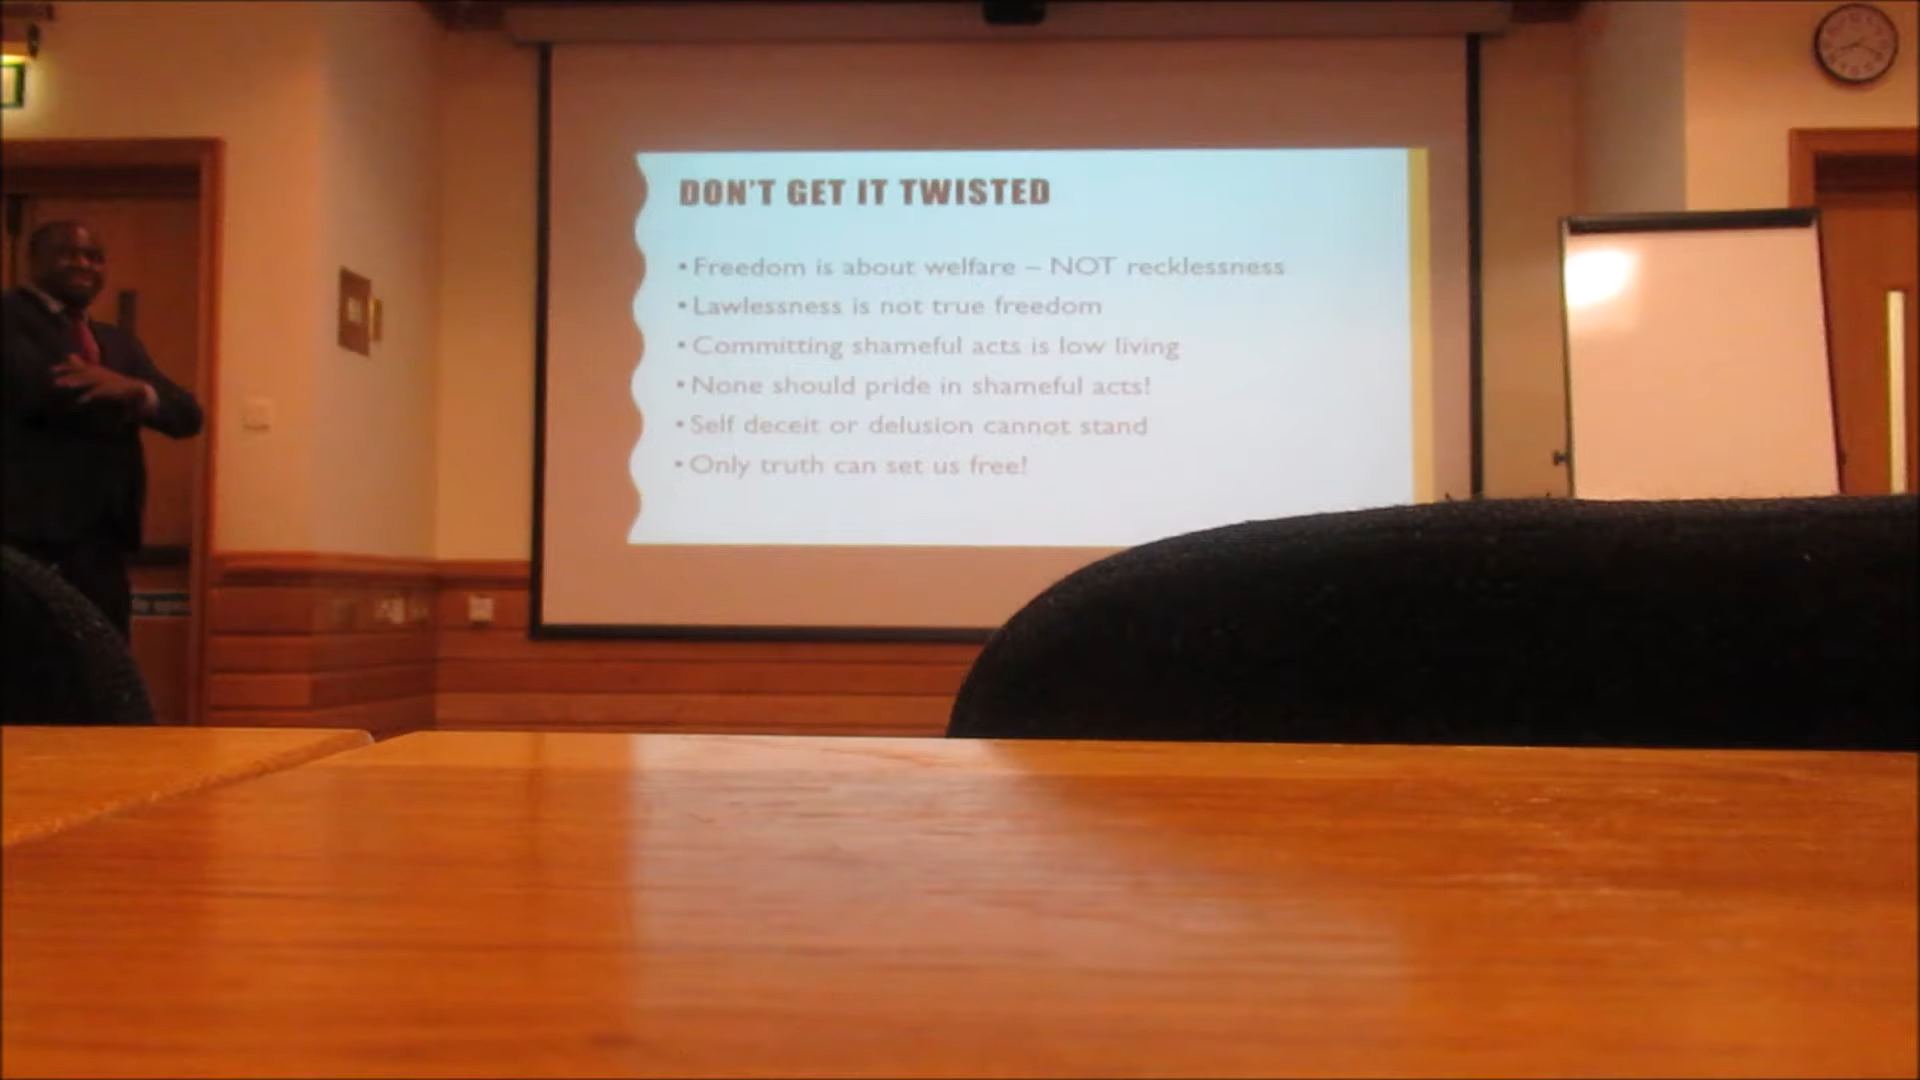 DON'T GET IT TWISTED
• Freedom is about welfare – NOT recklessness
• Lawlessness is not true freedom
• Committing shameful acts is low living
• None should pride in shameful acts!
• Self deceit or delusion cannot stand
• Only truth can set us free!